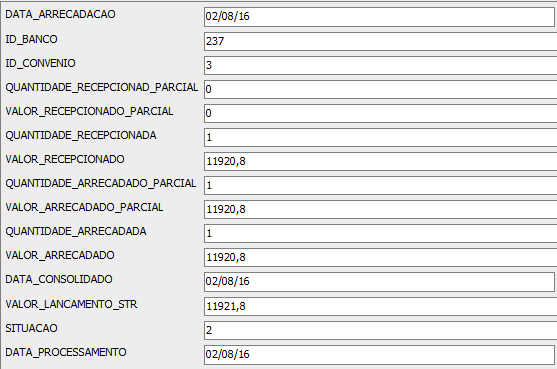 DATA_ARRECADACAO 02/08/16
ID_BANCO 237
ID_CONVENIO 3
QUANTIDADE_RECEPCIONAD_PARCIAL 0
VALOR_RECEPCIONADO_PARCIAL 0
QUANTIDADE_RECEPCIONADA 1
VALOR_RECEPCIONADO 11920,8
QUANTIDADE_ARRECADADO_PARCIAL 1
VALOR_ARRECADADO_PARCIAL 11920,8
QUANTIDADE_ARRECADADA 1
VALOR_ARRECADADO 11920,8
DATA_CONSOLIDADO 02/08/16
VALOR_LANCAMENTO_STR 11921,8
SITUACAO 2
DATA_PROCESSAMENTO 02/08/16